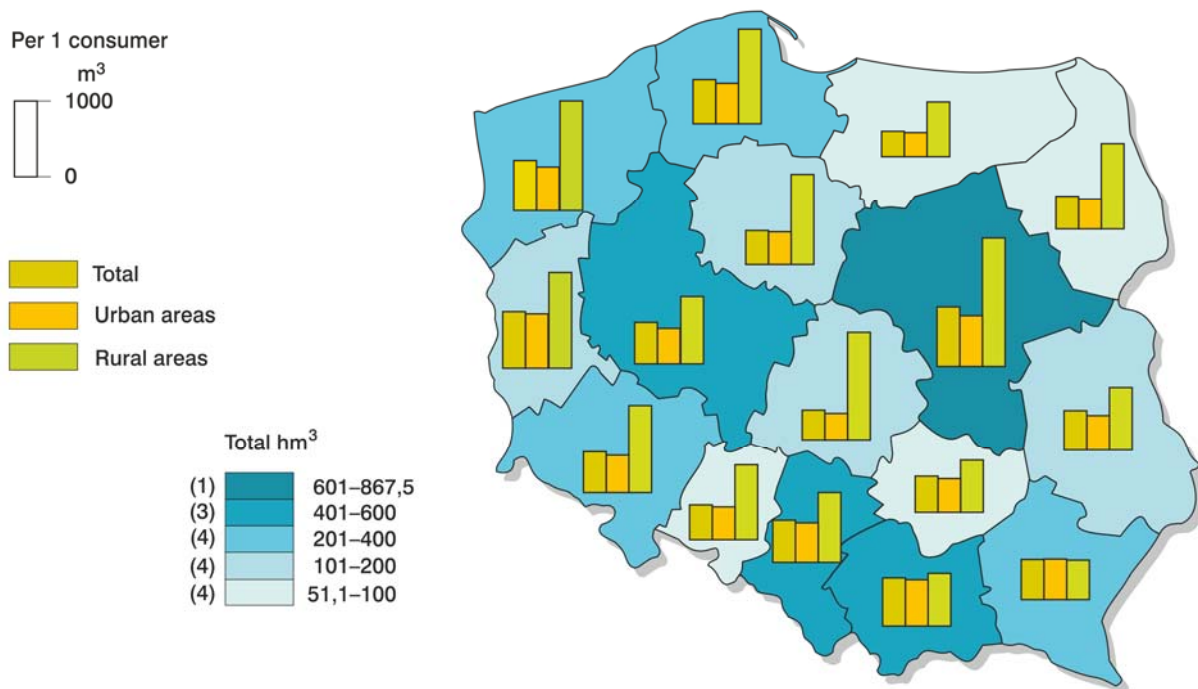 Per 1 consumer
m³
1000
0
Total
Urban areas
Rural areas
Total hm³
(1) 601–867,5
(3) 401–600
(4) 201–400
(4) 101–200
(4) 51,1–100